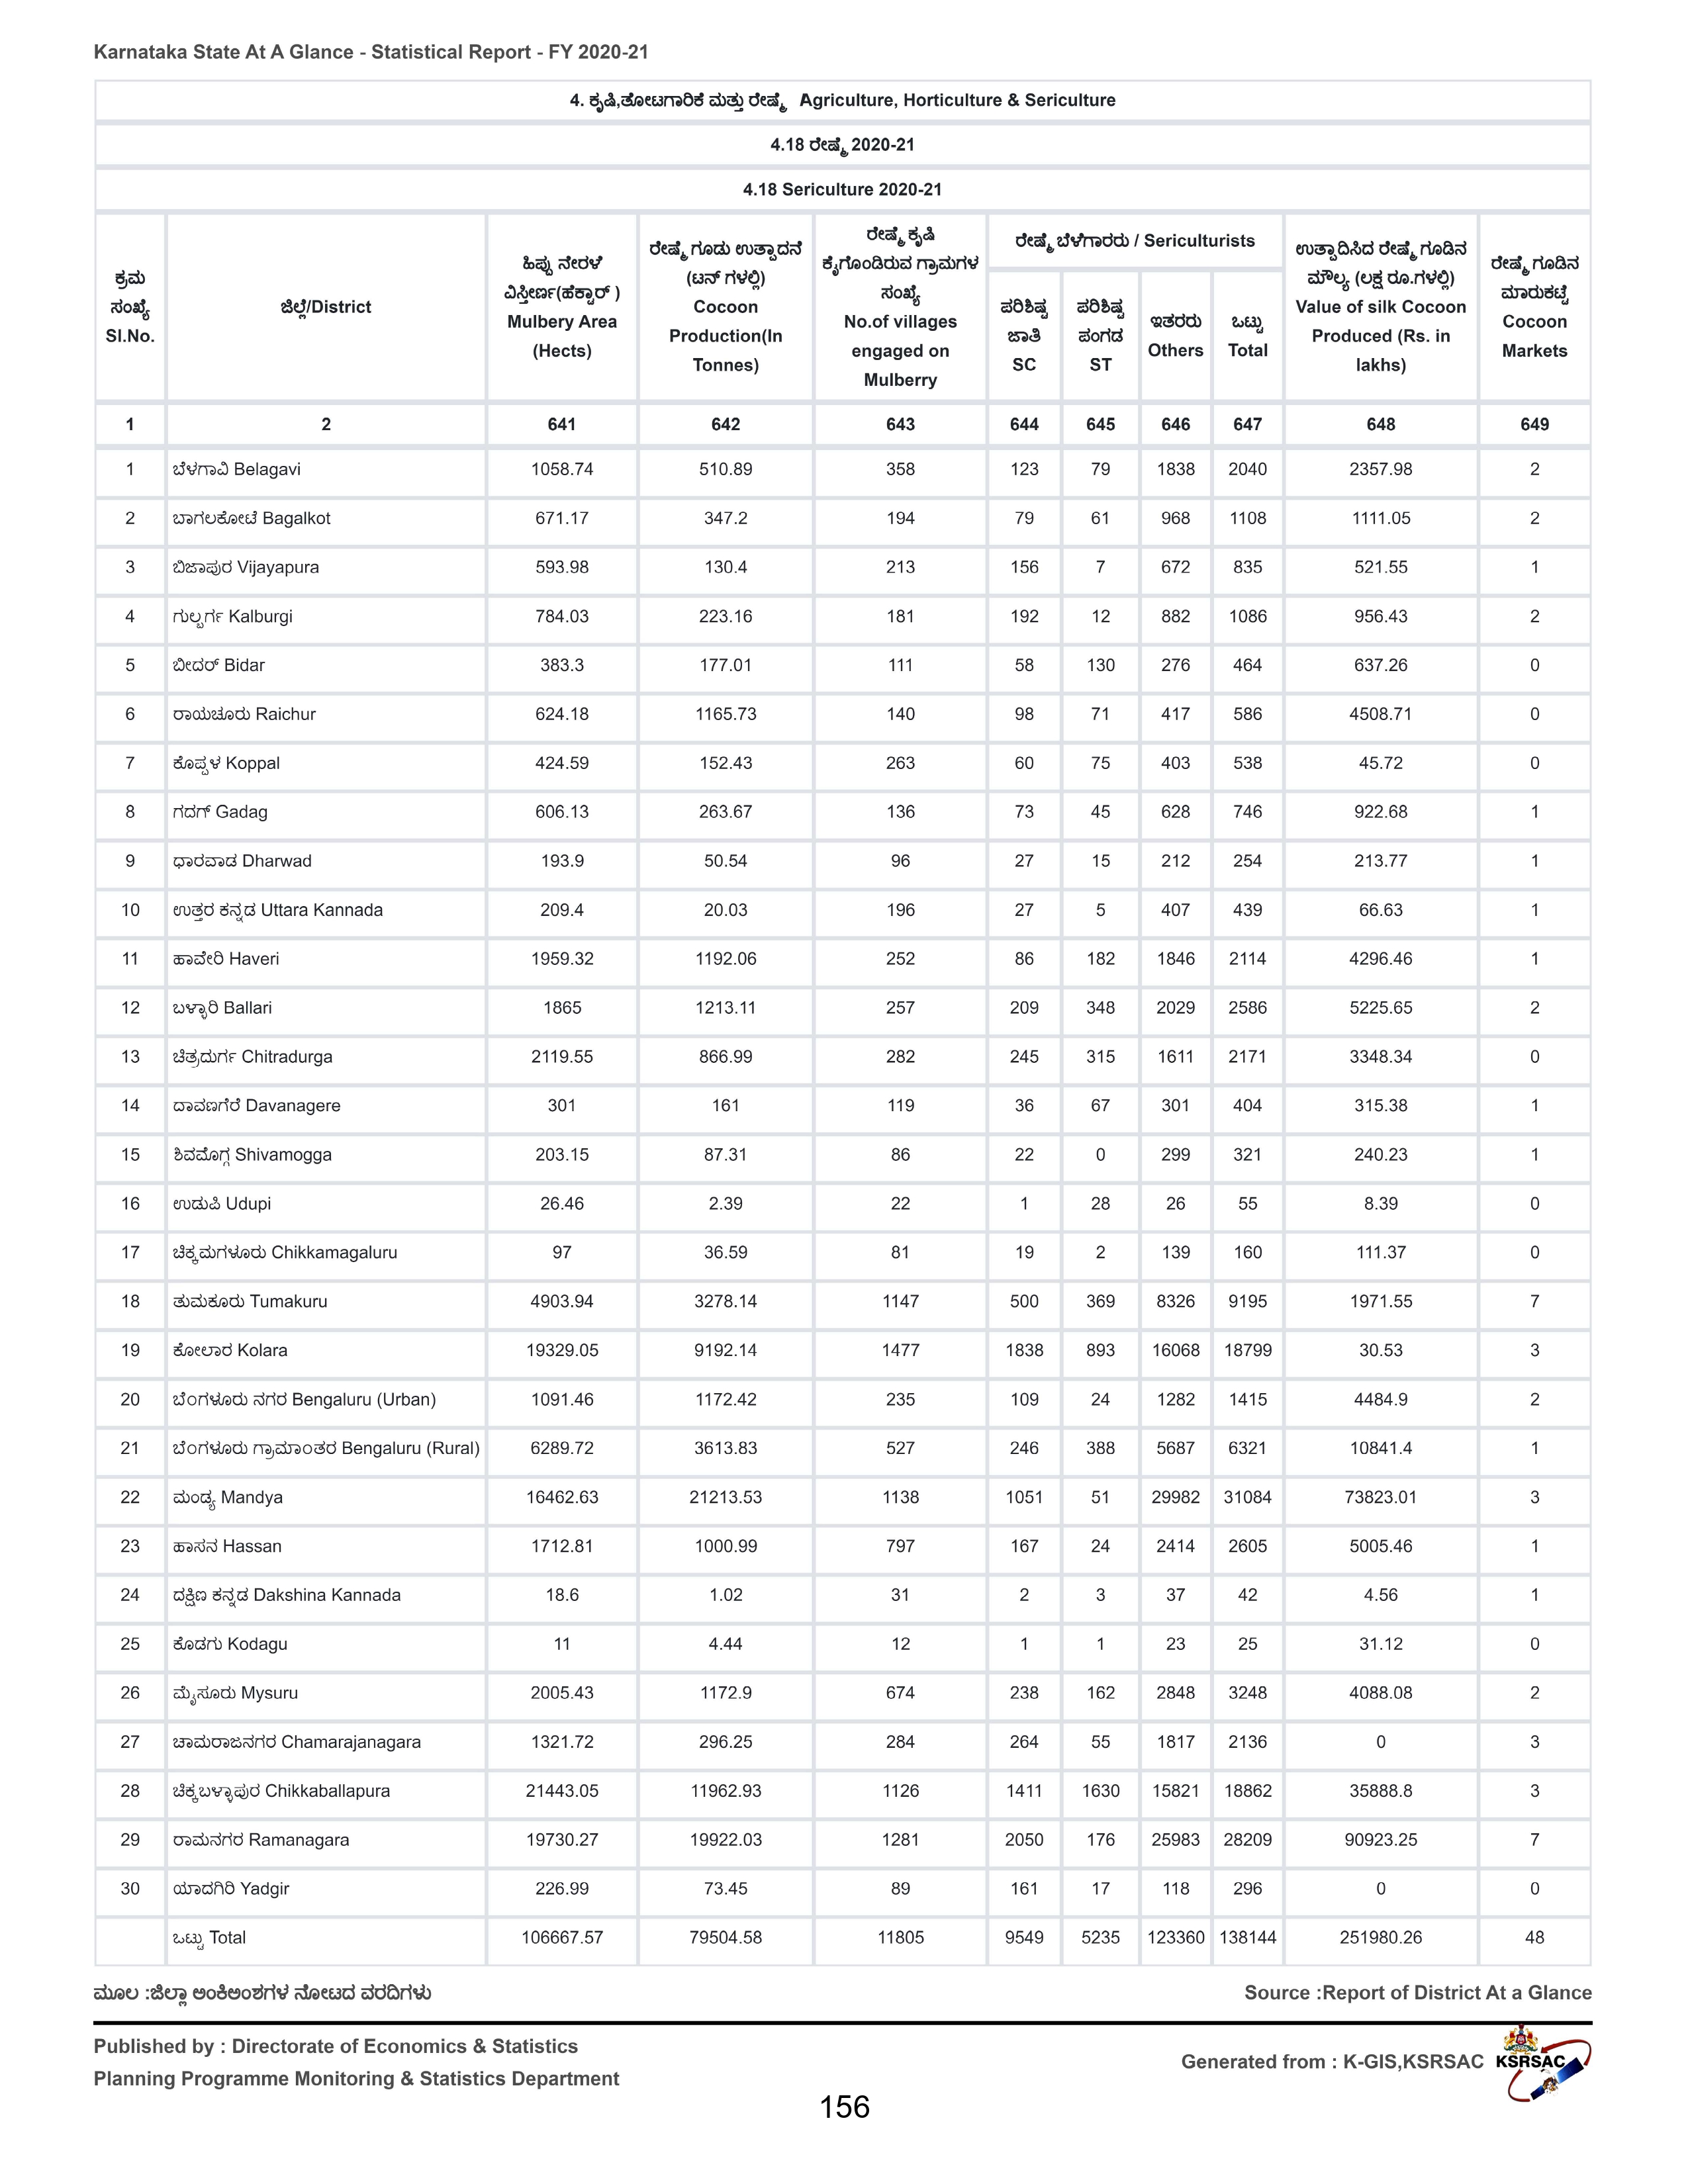 Karnataka State At A Glance - Statistical Report - FY 2020-21
4. ಕೃಷಿ,ತೋಟಗಾರಿಕೆ ಮತ್ತು ರೇಷ್ಮೆ  Agriculture, Horticulture & Sericulture
4.18 ರೇಷ್ಮೆ 2020-21
4.18 Sericulture 2020-21
ಕ್ರಮ ಸಂಖ್ಯೆ Sl.No.
ಜಿಲ್ಲೆ/District
ಹಿಪ್ಪು ನೇರಳೆ ವಿಸ್ತೀರ್ಣ(ಹೆಕ್ಟಾರ್ ) Mulbery Area (Hects)
ರೇಷ್ಮೆ ಗೂಡು ಉತ್ಪಾದನೆ (ಟನ್ ಗಳಲ್ಲಿ) Cocoon Production(In Tonnes)
ರೇಷ್ಮೆ ಕೃಷಿ ಕೈಗೊಂಡಿರುವ ಗ್ರಾಮಗಳ ಸಂಖ್ಯೆ No.of villages engaged on Mulberry
ರೇಷ್ಮೆ ಬೆಳೆಗಾರರು / Sericulturists
ಪರಿಶಿಷ್ಟ ಜಾತಿ SC
ಪರಿಶಿಷ್ಟ ಪಂಗಡ ST
ಇತರರು Others
ಒಟ್ಟು Total
ಉತ್ಪಾದಿಸಿದ ರೇಷ್ಮೆ ಗೂಡಿನ ಮೌಲ್ಯ (ಲಕ್ಷ ರೂ.ಗಳಲ್ಲಿ) Value of silk Cocoon Produced (Rs. in lakhs)
ರೇಷ್ಮೆ ಗೂಡಿನ ಮಾರುಕಟ್ಟೆ Cocoon Markets
1 2 641 642 643 644 645 646 647 648 649
1 ಬೆಳಗಾವಿ Belagavi 1058.74 510.89 358 123 79 1838 2040 2357.98 2
2 ಬಾಗಲಕೋಟೆ Bagalkot 671.17 347.2 194 79 61 968 1108 1111.05 2
3 ಬಿಜಾಪುರ Vijayapura 593.98 130.4 213 156 7 672 835 521.55 1
4 ಗುಲ್ಬರ್ಗ Kalburgi 784.03 223.16 181 192 12 882 1086 956.43 2
5 ಬೀದರ್ Bidar 383.3 177.01 111 58 130 276 464 637.26 0
6 ರಾಯಚೂರು Raichur 624.18 1165.73 140 98 71 417 586 4508.71 0
7 ಕೊಪ್ಪಳ Koppal 424.59 152.43 263 60 75 403 538 45.72 0
8 ಗದಗ್ Gadag 606.13 263.67 136 73 45 628 746 922.68 1
9 ಧಾರವಾಡ Dharwad 193.9 50.54 96 27 15 212 254 213.77 1
10 ಉತ್ತರ ಕನ್ನಡ Uttara Kannada 209.4 20.03 196 27 5 407 439 66.63 1
11 ಹಾವೇರಿ Haveri 1959.32 1192.06 252 86 182 1846 2114 4296.46 1
12 ಬಳ್ಳಾರಿ Ballari 1865 1213.11 257 209 348 2029 2586 5225.65 2
13 ಚಿತ್ರದುರ್ಗ Chitradurga 2119.55 866.99 282 245 315 1611 2171 3348.34 0
14 ದಾವಣಗೆರೆ Davanagere 301 161 119 36 67 301 404 315.38 1
15 ಶಿವಮೊಗ್ಗ Shivamogga 203.15 87.31 86 22 0 299 321 240.23 1
16 ಉಡುಪಿ Udupi 26.46 2.39 22 1 28 26 55 8.39 0
17 ಚಿಕ್ಕಮಗಳೂರು Chikkamagaluru 97 36.59 81 19 2 139 160 111.37 0
18 ತುಮಕೂರು Tumakuru 4903.94 3278.14 1147 500 369 8326 9195 1971.55 7
19 ಕೋಲಾರ Kolara 19329.05 9192.14 1477 1838 893 16068 18799 30.53 3
20 ಬೆಂಗಳೂರು ನಗರ Bengaluru (Urban) 1091.46 1172.42 235 109 24 1282 1415 4484.9 2
21 ಬೆಂಗಳೂರು ಗ್ರಾಮಾಂತರ Bengaluru (Rural) 6289.72 3613.83 527 246 388 5687 6321 10841.4 1
22 ಮಂಡ್ಯ Mandya 16462.63 21213.53 1138 1051 51 29982 31084 73823.01 3
23 ಹಾಸನ Hassan 1712.81 1000.99 797 167 24 2414 2605 5005.46 1
24 ದಕ್ಷಿಣ ಕನ್ನಡ Dakshina Kannada 18.6 1.02 31 2 3 37 42 4.56 1
25 ಕೊಡಗು Kodagu 11 4.44 12 1 1 23 25 31.12 0
26 ಮೈಸೂರು Mysuru 2005.43 1172.9 674 238 162 2848 3248 4088.08 2
27 ಚಾಮರಾಜನಗರ Chamarajanagara 1321.72 296.25 284 264 55 1817 2136 0 3
28 ಚಿಕ್ಕಬಳ್ಳಾಪುರ Chikkaballapura 21443.05 11962.93 1126 1411 1630 15821 18862 35888.8 3
29 ರಾಮನಗರ Ramanagara 19730.27 19922.03 1281 2050 176 25983 28209 90923.25 7
30 ಯಾದಗಿರಿ Yadgir 226.99 73.45 89 161 17 118 296 0 0
ಒಟ್ಟು Total 106667.57 79504.58 11805 9549 5235 123360 138144 251980.26 48
ಮೂಲ :ಜಿಲ್ಲಾ ಅಂಕಿಅಂಶಗಳ ನೋಟದ ವರದಿಗಳು
Source :Report of District At a Glance
Published by : Directorate of Economics & Statistics
Planning Programme Monitoring & Statistics Department
Generated from : K-GIS,KSRSAC
KSRSAC
156